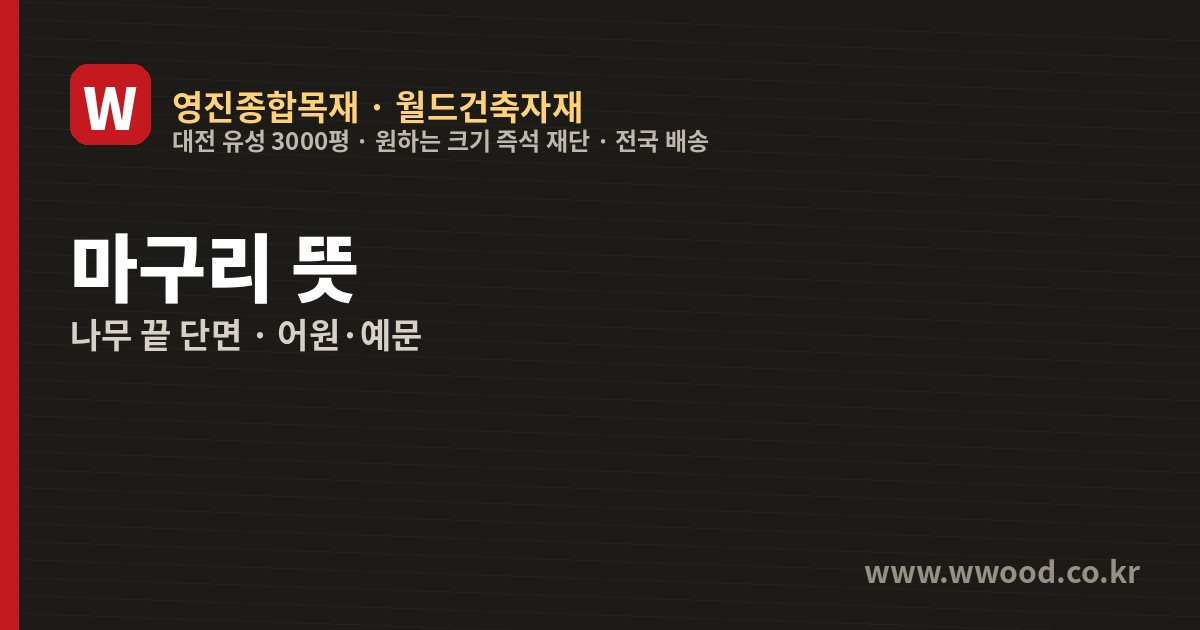 W
영진종합목재 · 월드건축자재
대전 유성 3000평 · 원하는 크기 즉석 재단 · 전국 배송
마구리 뜻
나무 끝 단면 · 어원·예문
www.wwood.co.kr